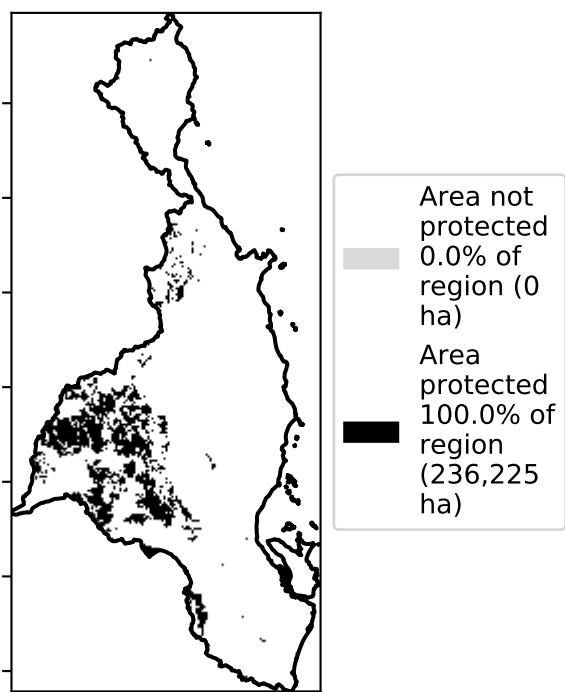 Area not
protected
0.0% of
region (0
ha)
Area
protected
100.0% of
region
(236,225
ha)